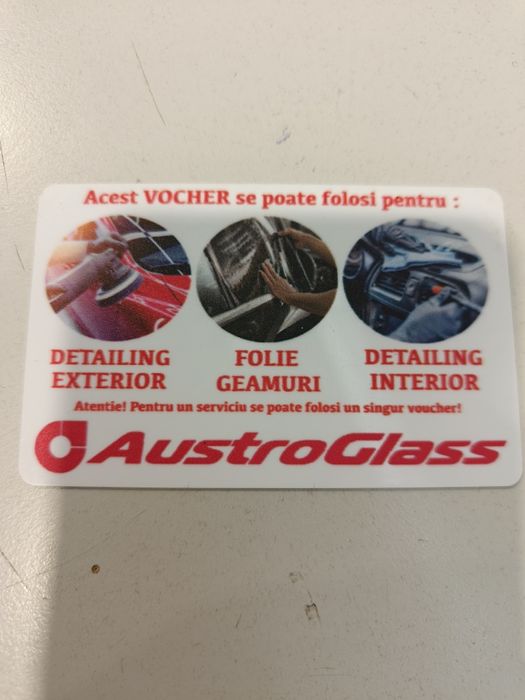 Acest VOCHER se poate folosi pentru :
DETAILING
EXTERIOR
FOLIE
GEAMURI
DETAILING
INTERIOR
Atentie! Pentru un serviciu se poate folosi un singur voucher!
AustroGlass